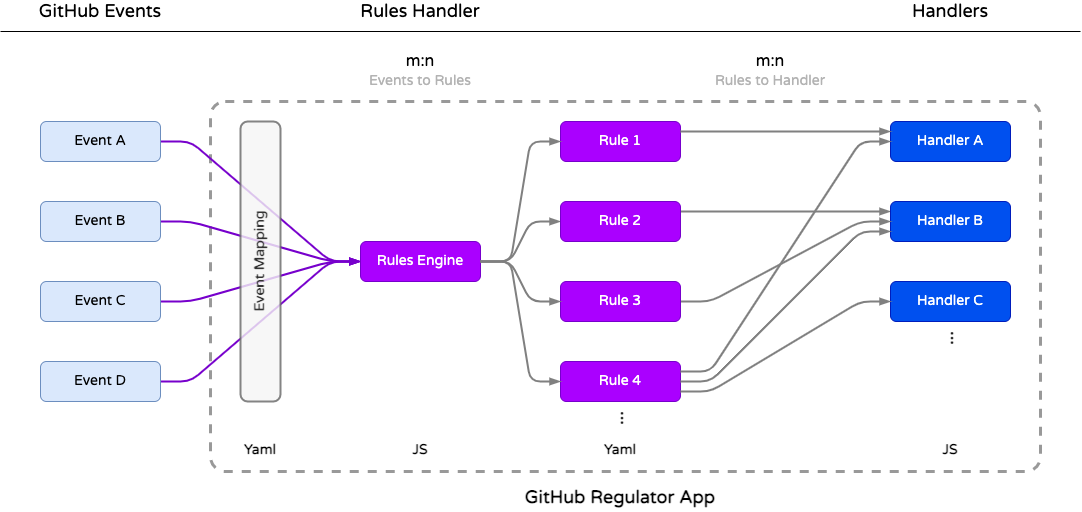 GitHub Events
Rules Handler
Handlers
m:n
Events to Rules
m:n
Rules to Handler
Event A
Event B
Event C
Event D
Event Mapping
Rules Engine
Rule 1
Rule 2
Rule 3
Rule 4
Handler A
Handler B
Handler C
Yaml
JS
Yaml
JS
GitHub Regulator App